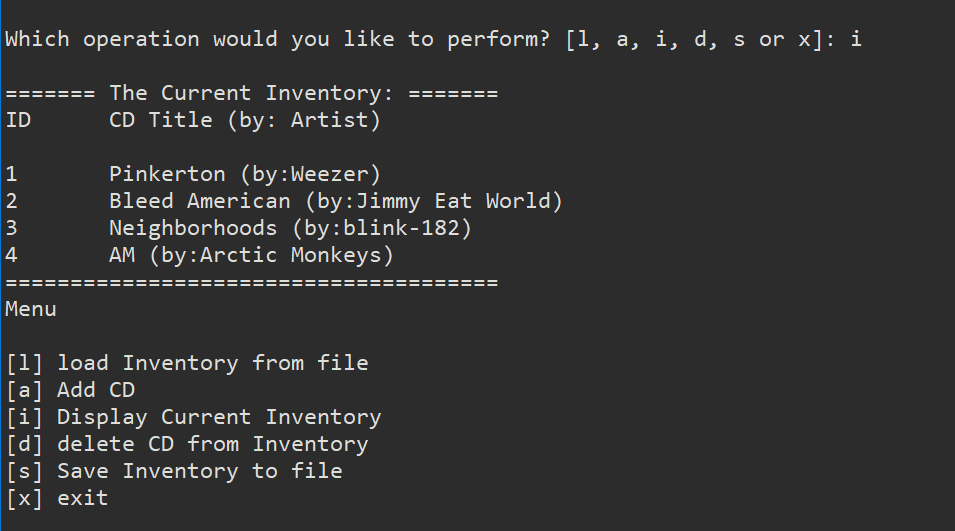 Which operation would you like to perform? [l, a, i, d, s or x]: i
======= The Current Inventory: =======
ID      CD Title (by: Artist)
1       Pinkerton (by:Weezer)
2       Bleed American (by:Jimmy Eat World)
3       Neighborhoods (by:blink-182)
4       AM (by:Arctic Monkeys)
======================================
Menu
[l] load Inventory from file
[a] Add CD
[i] Display Current Inventory
[d] delete CD from Inventory
[s] Save Inventory to file
[x] exit